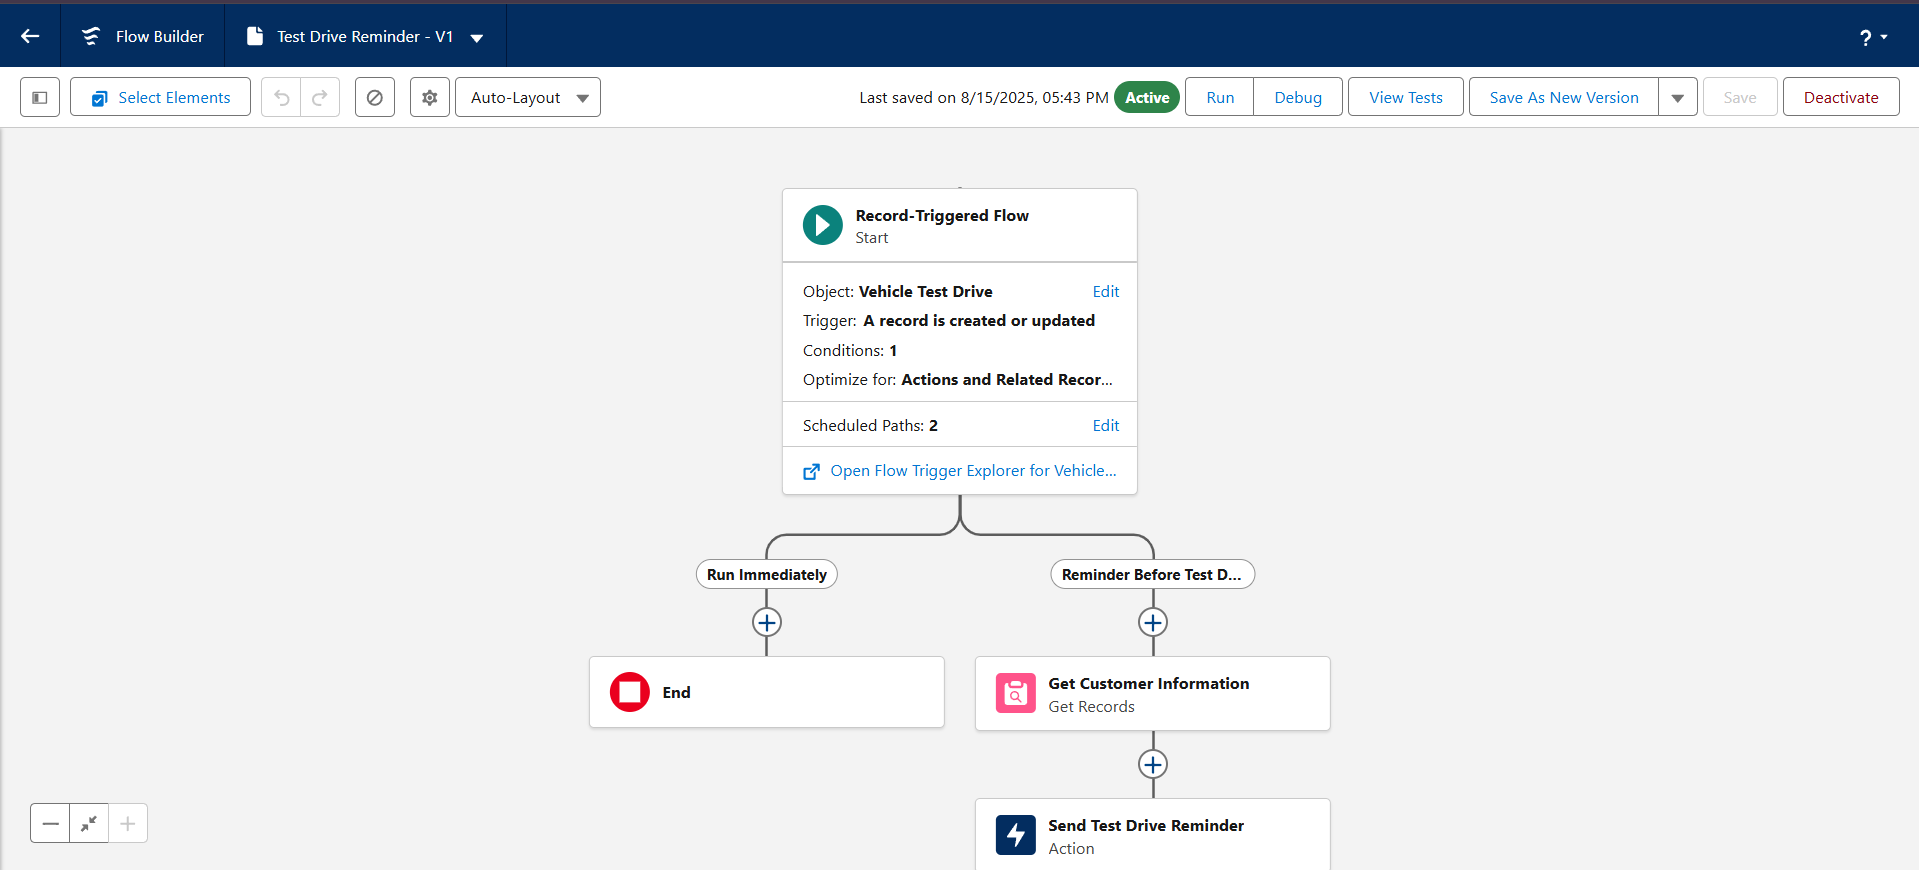 Flow Builder
Test Drive Reminder - V1
?
Select Elements
Auto-Layout
Last saved on 8/15/2025, 05:43 PM
Active
Run
Debug
View Tests
Save As New Version
Save
Deactivate
Record-Triggered Flow
Start
Object: Vehicle Test Drive
Edit
Trigger: A record is created or updated
Conditions: 1
Optimize for: Actions and Related Recor...
Scheduled Paths: 2
Edit
Open Flow Trigger Explorer for Vehicle...
Run Immediately
Reminder Before Test D...
End
Get Customer Information
Get Records
Send Test Drive Reminder
Action